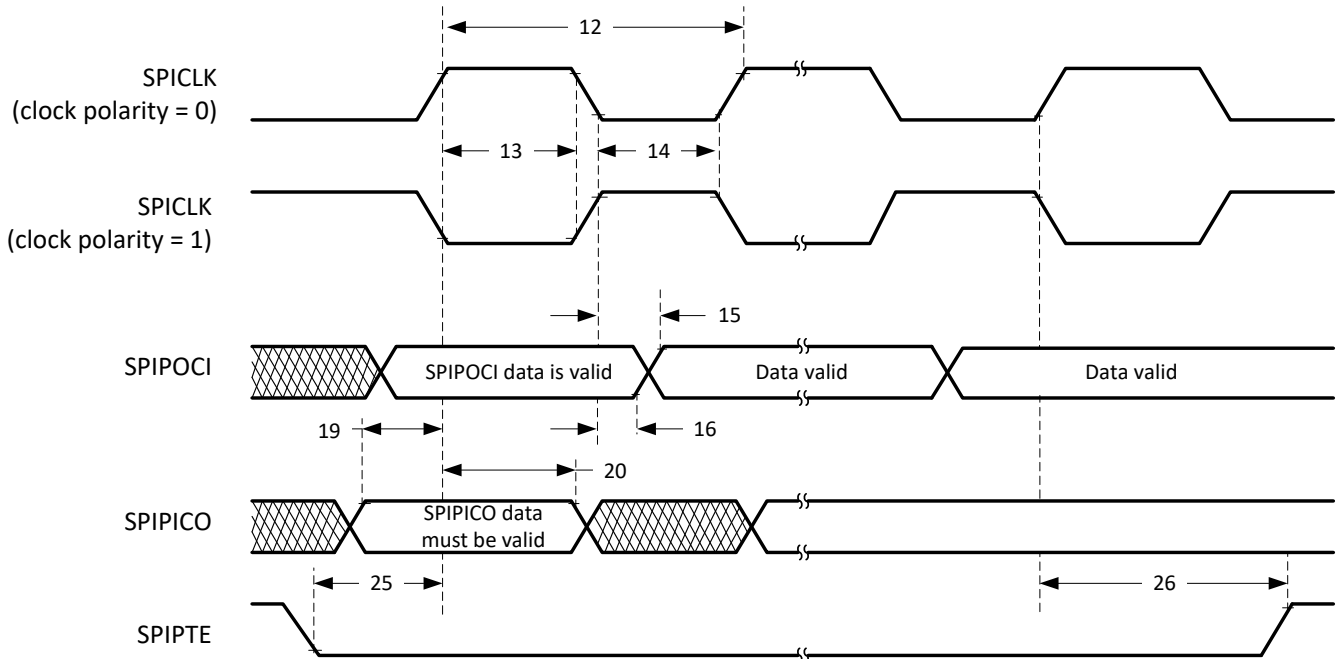 12
SPICLK
(clock polarity = 0)
13
14
SPICLK
(clock polarity = 1)
15
SPIPOCI
SPIPOCI data is valid
Data valid
Data valid
19
16
20
SPIPICO
SPIPICO data
must be valid
25
26
SPIPTE